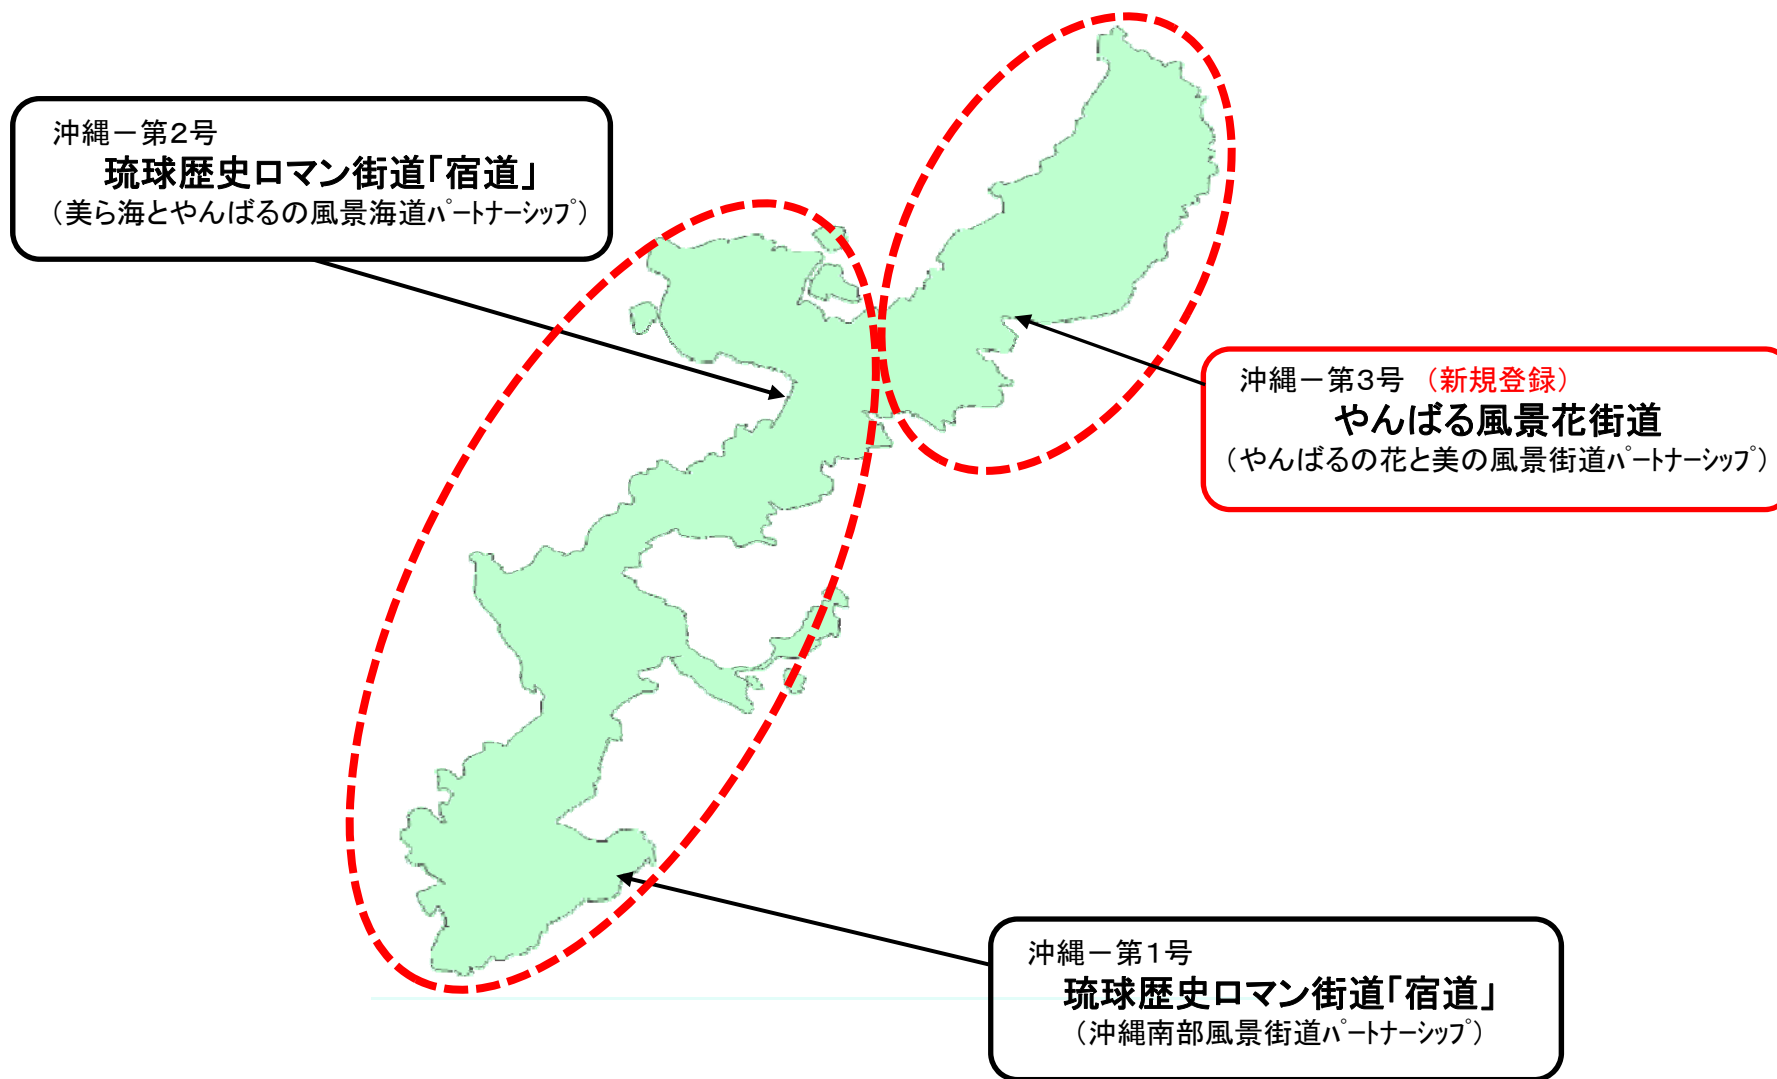 沖縄－第２号
琉球歴史ロマン街道｢宿道｣
（美ら海とやんばるの風景海道ﾊﾟｰﾄﾅｰｼｯﾌﾟ）
沖縄－第３号 （新規登録）
やんばる風景花街道
（やんばるの花と美の風景街道ﾊﾟｰﾄﾅｰｼｯﾌﾟ）
沖縄－第１号
琉球歴史ロマン街道｢宿道｣
（沖縄南部風景街道ﾊﾟｰﾄﾅｰｼｯﾌﾟ）